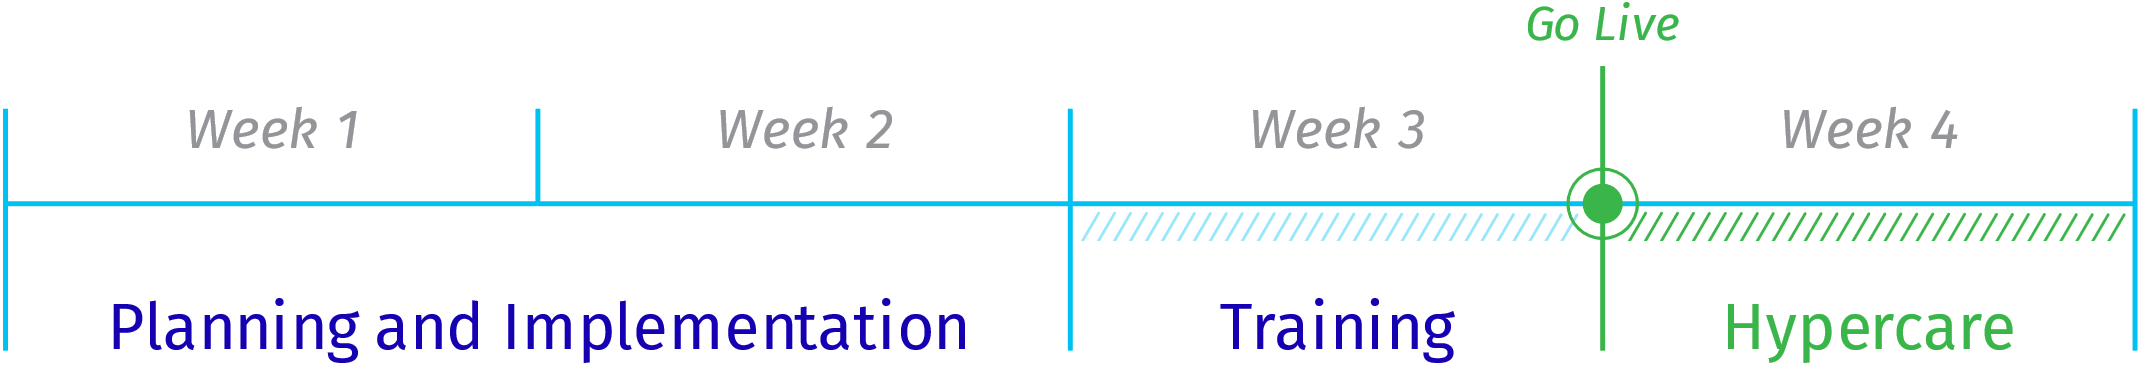 Go Live
Week 1 Week 2 Week 3 Week 4
Planning and Implementation Training Hypercare